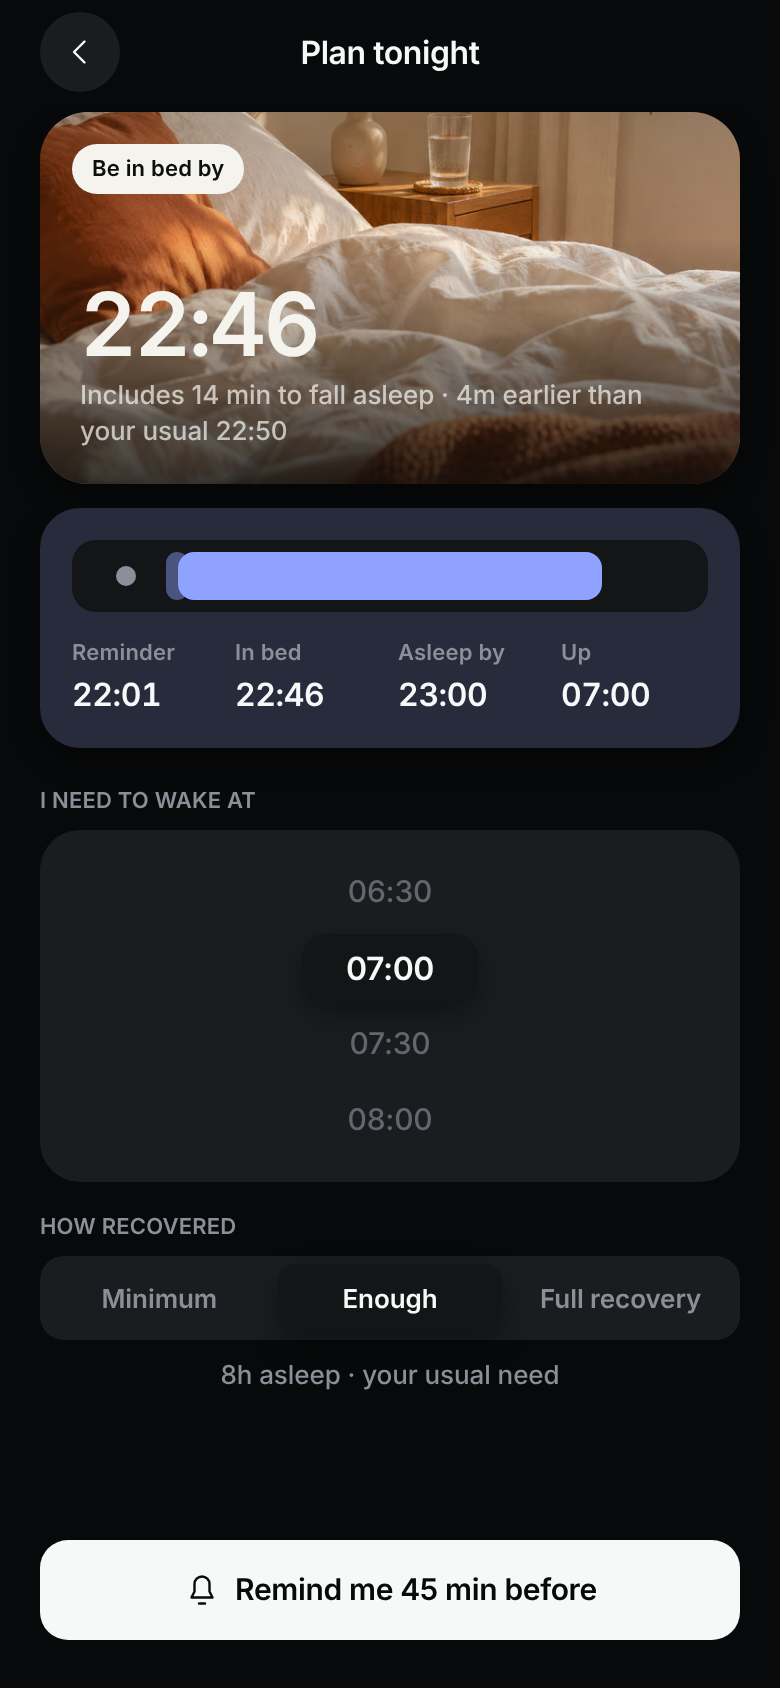 Plan tonight
Be in bed by
22:46
Includes 14 min to fall asleep · 4m earlier than
your usual 22:50
Reminder In bed Asleep by Up
22:01 22:46 23:00 07:00
I NEED TO WAKE AT
06:30
07:00
07:30
08:00
HOW RECOVERED
Minimum Enough Full recovery
8h asleep · your usual need
Remind me 45 min before